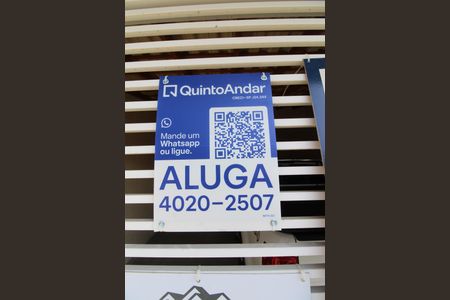 QuintoAndar
Mande um
Whatsapp
ou ligue.
ALUGA
4020-2507